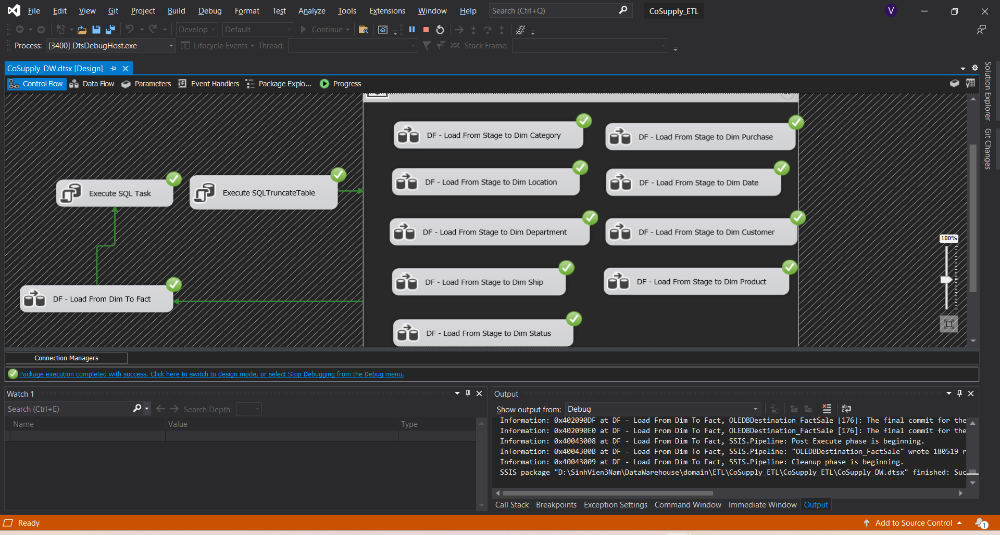 File Edit View Git Project Build Debug Format Test Analyze Tools Extensions Window Help Search (Ctrl+Q) CoSupply_ETL V
Develop Default Continue
Process: [3400] DtsDebugHost.exe Lifecycle Events Thread: Stack Frame:
CoSupply_DW.dtsx [Design]
Control Flow Data Flow Parameters Event Handlers Package Explo... Progress
Solution Explorer
Git Changes
DF - Load From Stage to Dim Category
DF - Load From Stage to Dim Purchase
DF - Load From Stage to Dim Location
DF - Load From Stage to Dim Date
Execute SQL Task
Execute SQLTruncateTable
DF - Load From Stage to Dim Department
DF - Load From Stage to Dim Customer
100%
DF - Load From Stage to Dim Ship
DF - Load From Stage to Dim Product
DF - Load From Dim To Fact
DF - Load From Stage to Dim Status
Connection Managers
Package execution completed with success. Click here to switch to design mode, or select Stop Debugging from the Debug menu.
Watch 1
Search (Ctrl+E) Search Depth:
Name Value Type
Output
Show output from: Debug
Information: 0x402090DF at DF - Load From Dim To Fact, OLEDBDestination_FactSale [176]: The final commit for the
Information: 0x402090E0 at DF - Load From Dim To Fact, OLEDBDestination_FactSale [176]: The final commit for the
Information: 0x40043008 at DF - Load From Dim To Fact, SSIS.Pipeline: Post Execute phase is beginning.
Information: 0x4004300B at DF - Load From Dim To Fact, SSIS.Pipeline: "OLEDBDestination_FactSale" wrote 180519 r
Information: 0x40043009 at DF - Load From Dim To Fact, SSIS.Pipeline: Cleanup phase is beginning.
SSIS package "D:\SinhVien3Nam\DataWarehouse\domain\ETL\CoSupply_ETL\CoSupply_ETL\CoSupply_DW.dtsx" finished: Suc
Call Stack Breakpoints Exception Settings Command Window Immediate Window Output
Ready Add to Source Control 1